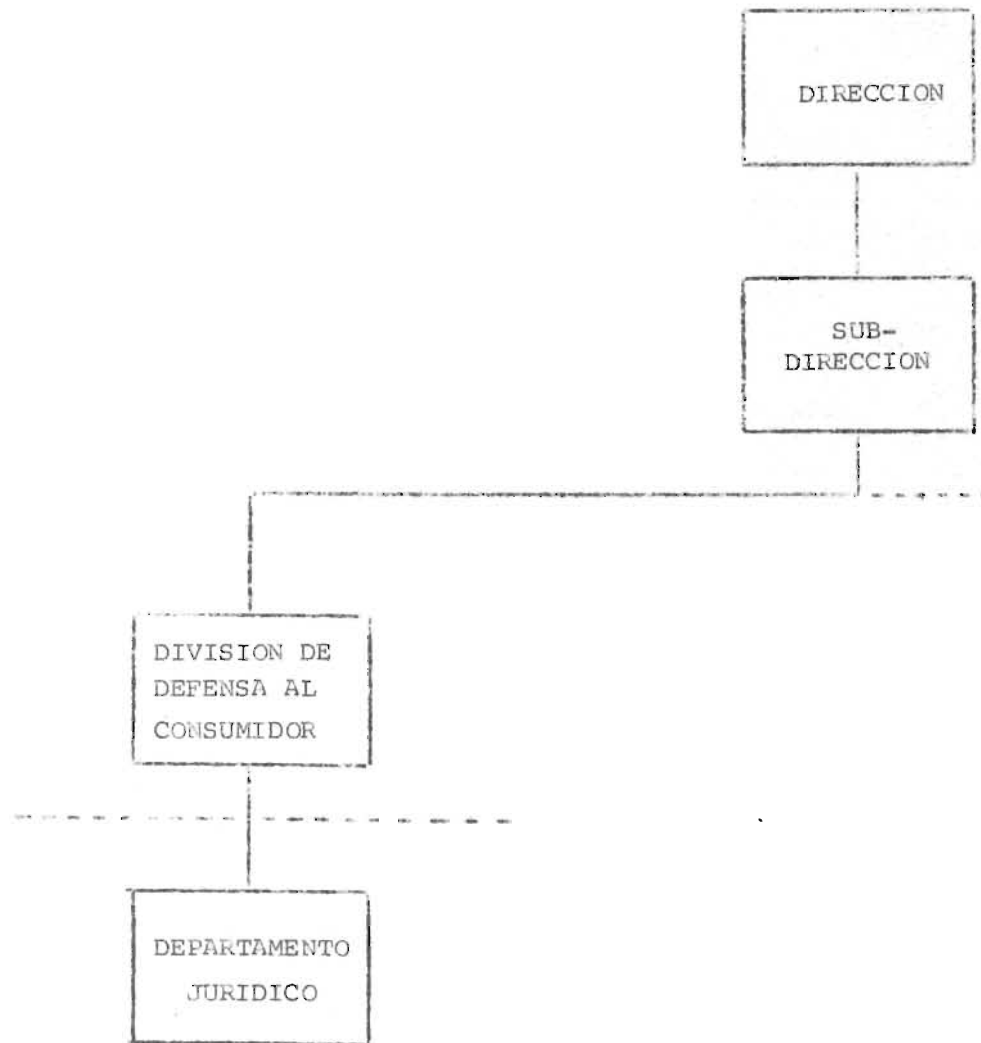 DIRECCION
SUB-
DIRECCION
DIVISION DE
DEFENSA AL
CONSUMIDOR
DEPARTAMENTO
JURIDICO